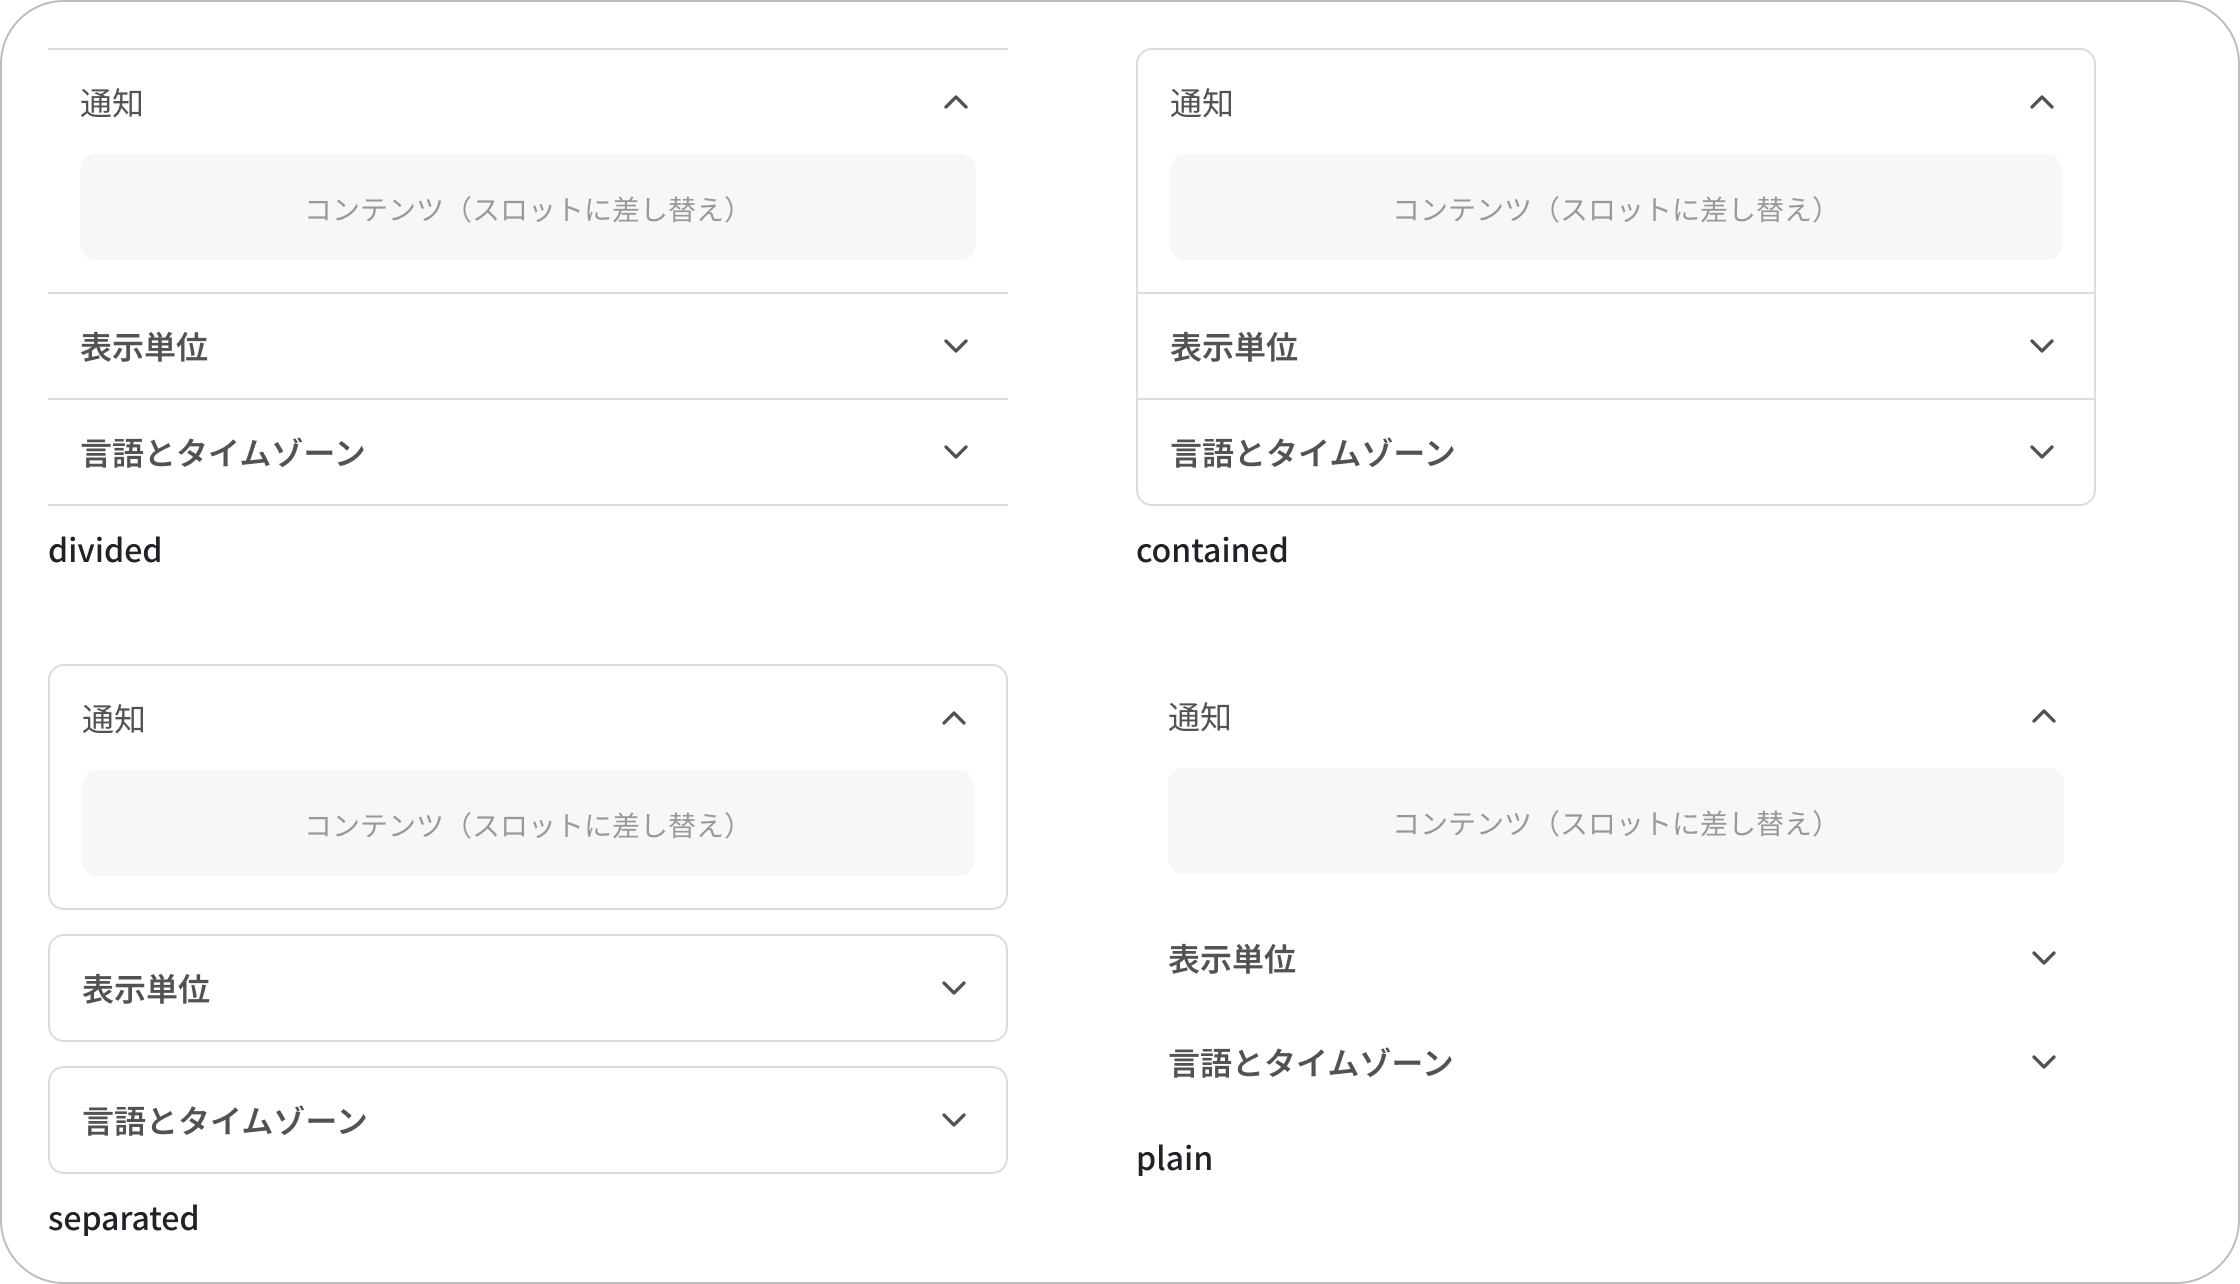 通知
コンテンツ（スロットに差し替え）
表示単位
言語とタイムゾーン
divided
通知
コンテンツ（スロットに差し替え）
表示単位
言語とタイムゾーン
contained
通知
コンテンツ（スロットに差し替え）
表示単位
言語とタイムゾーン
separated
通知
コンテンツ（スロットに差し替え）
表示単位
言語とタイムゾーン
plain